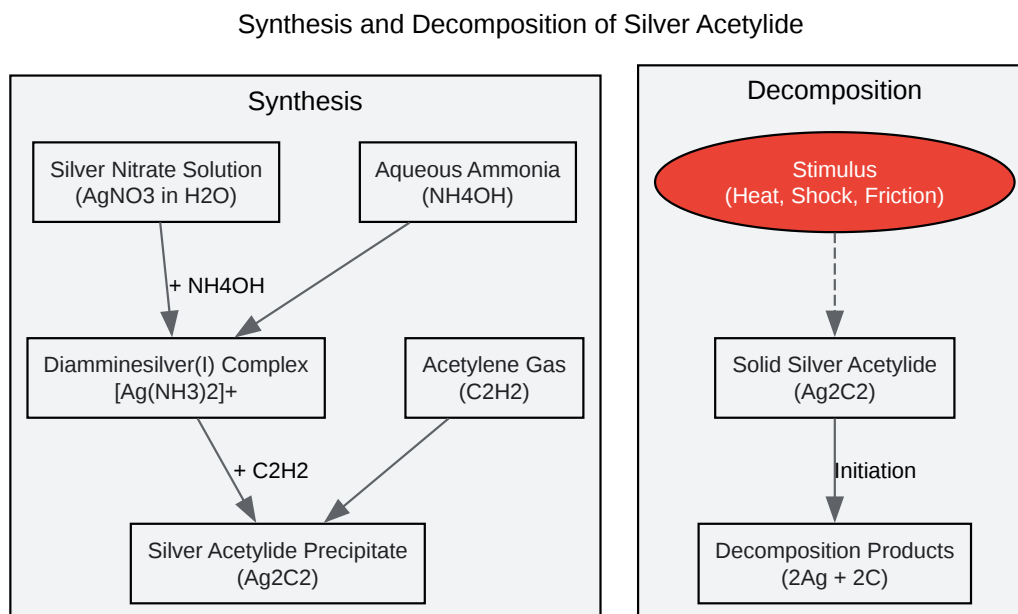 Synthesis and Decomposition of Silver Acetylide
Synthesis
Silver Nitrate Solution
(AgNO3 in H2O)
Aqueous Ammonia
(NH4OH)
+ NH4OH
Diamminesilver(I) Complex
[Ag(NH3)2]+
Acetylene Gas
(C2H2)
+ C2H2
Silver Acetylide Precipitate
(Ag2C2)
Decomposition
Stimulus
(Heat, Shock, Friction)
Solid Silver Acetylide
(Ag2C2)
Initiation
Decomposition Products
(2Ag + 2C)